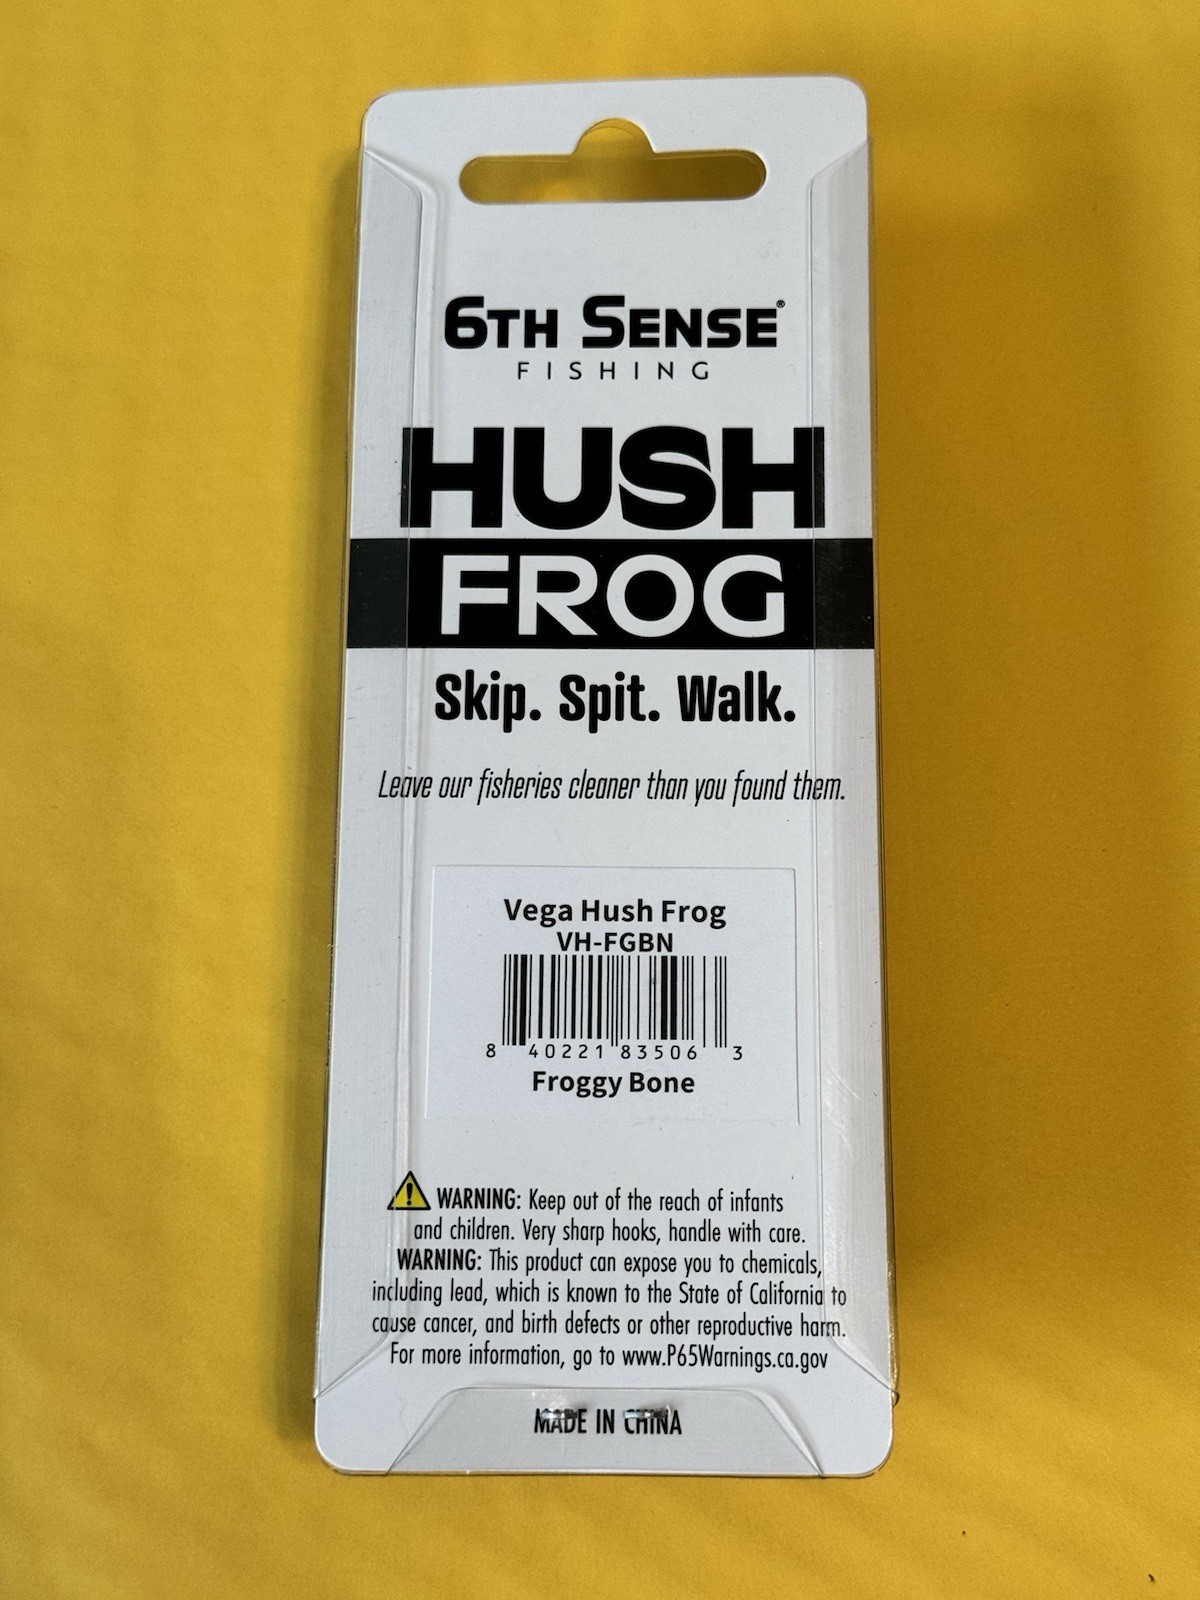 6TH SENSE®
FISHING
HUSH
FROG
Skip. Spit. Walk.
Leave our fisheries cleaner than you found them.
Vega Hush Frog
VH-FGBN
8 40221 83506 3
Froggy Bone
WARNING: Keep out of the reach of infants
and children. Very sharp hooks, handle with care.
WARNING: This product can expose you to chemicals,
including lead, which is known to the State of California to
cause cancer, and birth defects or other reproductive harm.
For more information, go to www.P65Warnings.ca.gov
MADE IN CHINA